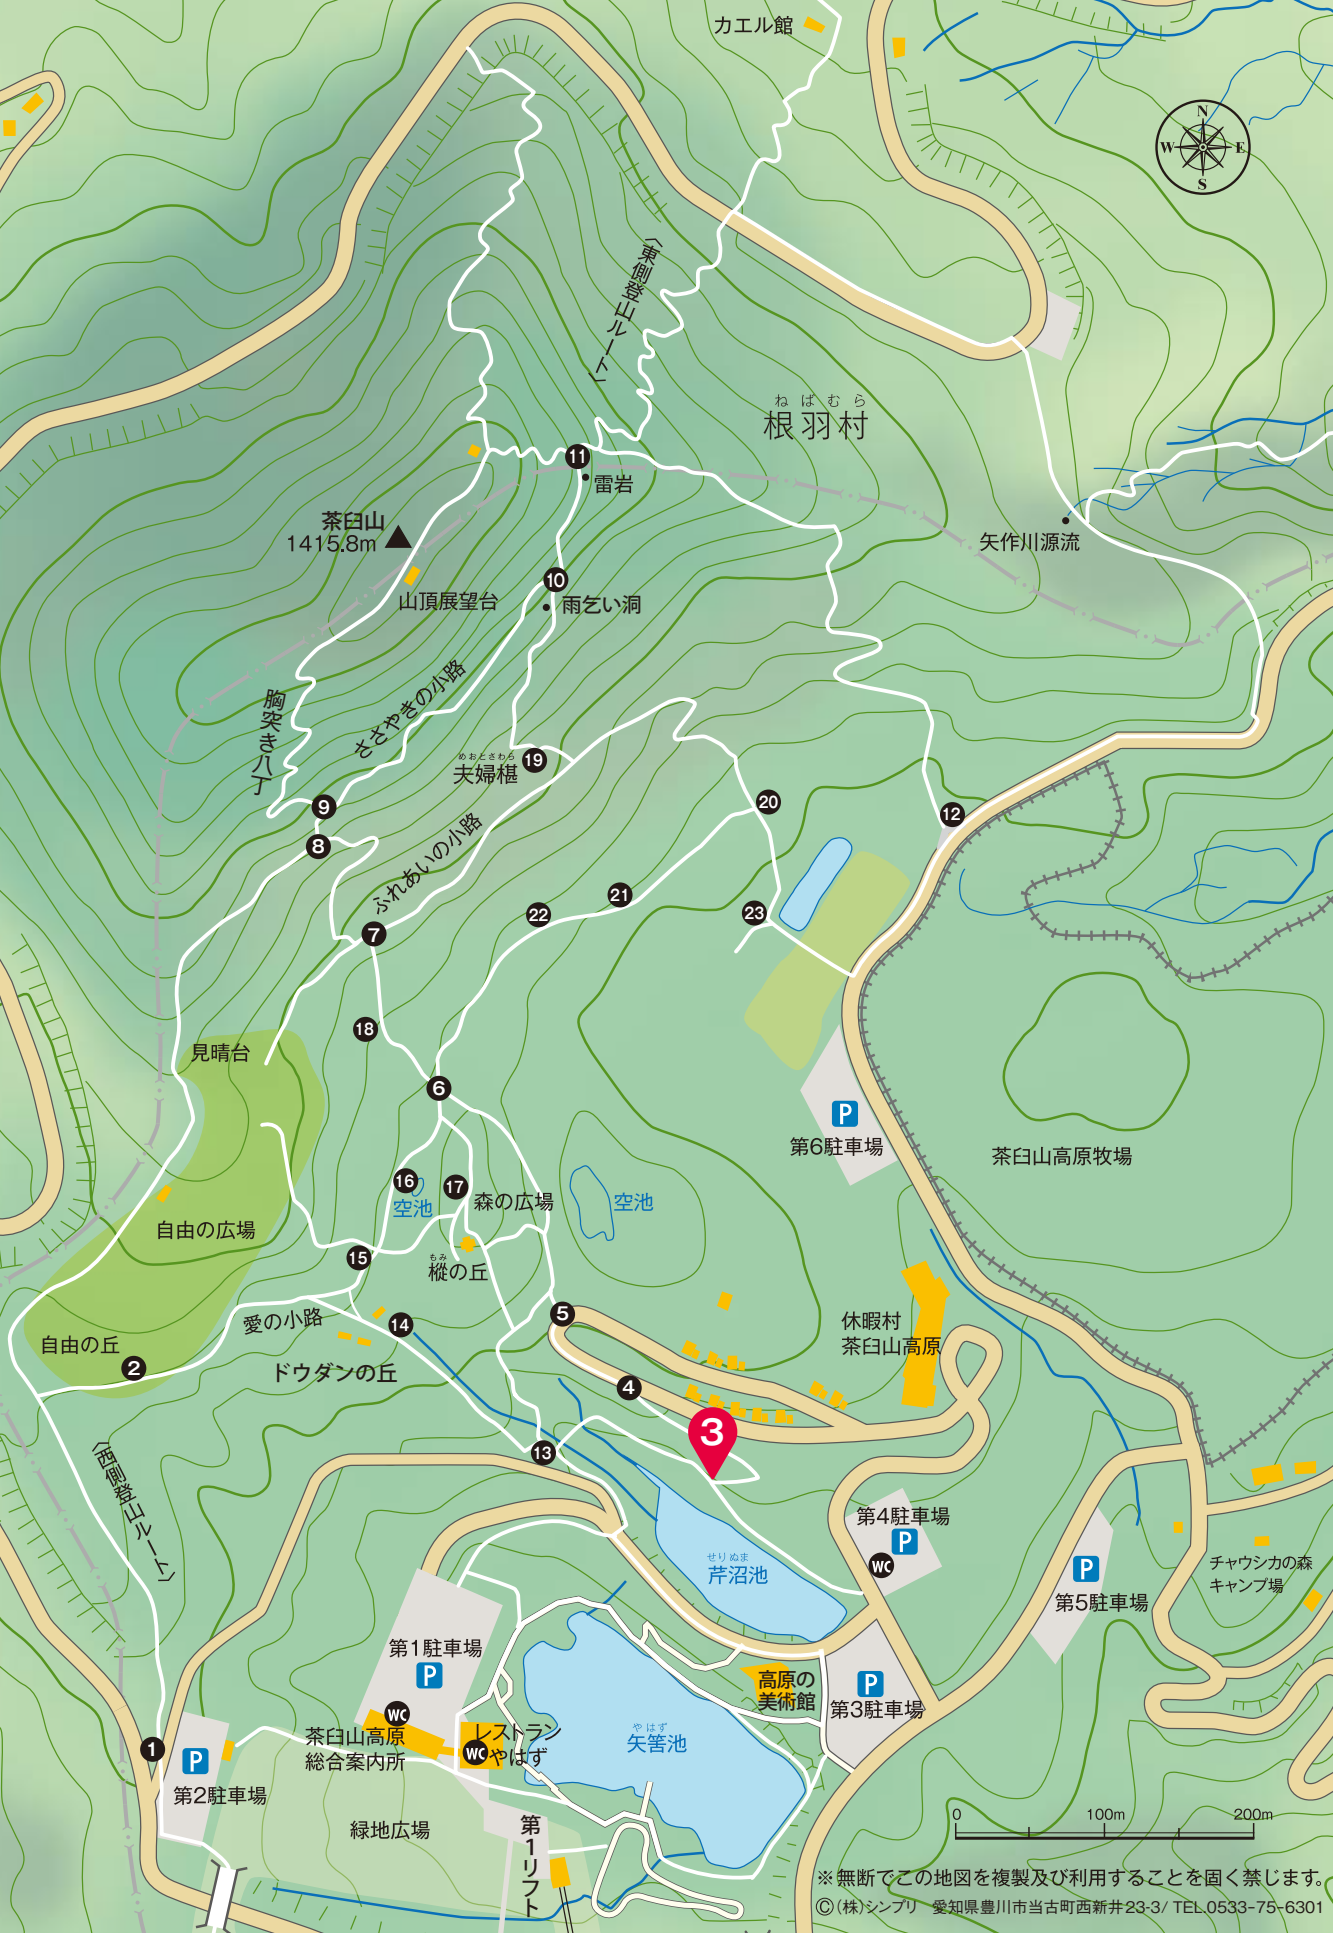 カエル館
N
W E
S
〈東側登山ルート〉
ねばむら
根羽村
11
雷岩
茶臼山
1415.8m
矢作川源流
10
雨乞い洞
山頂展望台
ささやきの小路
胸突き八丁
めおとさわら
夫婦椹
19
9
8
20
12
ふれあいの小路
21
22
23
7
18
見晴台
6
P
第6駐車場
茶臼山高原牧場
16
空池
17
森の広場
空池
自由の広場
15
もみ
樅の丘
愛の小路
14
5
休暇村
茶臼山高原
自由の丘
2
ドウダンの丘
4
3
13
〈西側登山ルート〉
第4駐車場
P
WC
せりぬま
芹沼池
P
第5駐車場
チャウシカの森
キャンプ場
第1駐車場
P
高原の
美術館
P
第3駐車場
WC
茶臼山高原
総合案内所
レストラン
WC
やはず
やはず
矢筈池
1
P
第2駐車場
緑地広場
第1リフト
0 100m 200m
※無断でこの地図を複製及び利用することを固く禁じます。
Ⓒ(株)シンプリ 愛知県豊川市当古町西新井23-3/ TEL.0533-75-6301